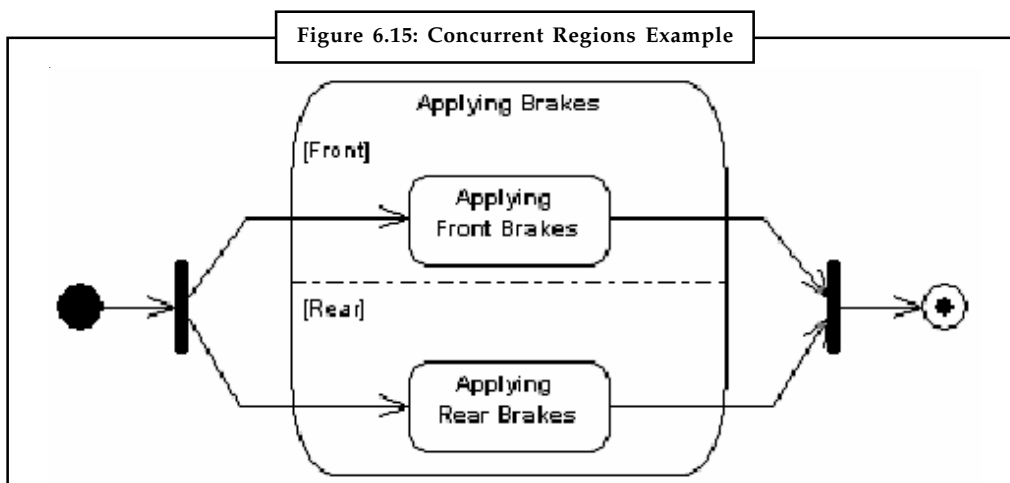 Figure 6.15: Concurrent Regions Example
Applying Brakes
[Front]
Applying
Front Brakes
[Rear]
Applying
Rear Brakes